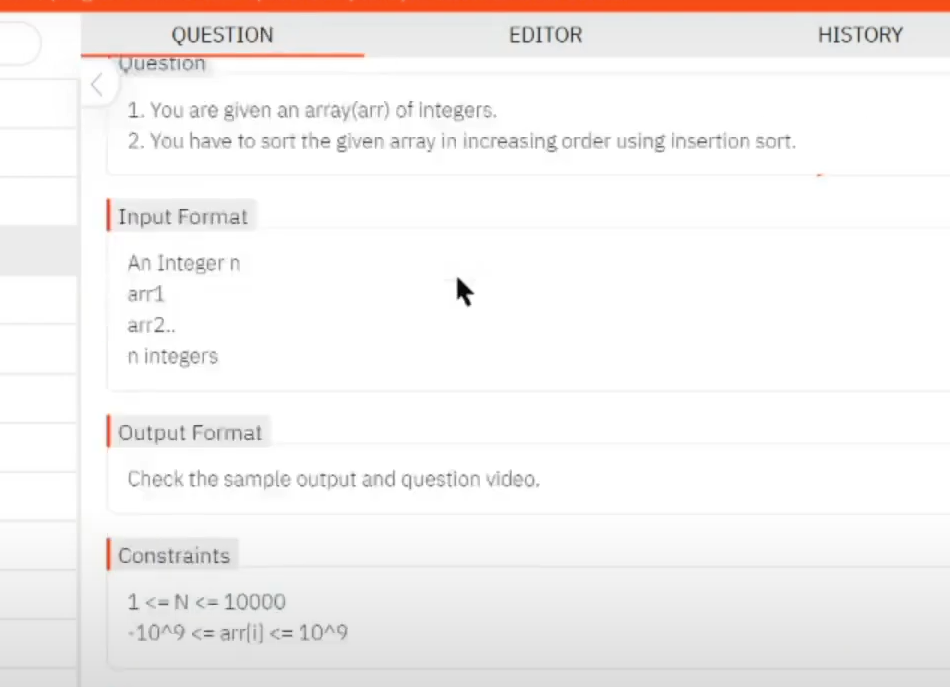 QUESTION EDITOR HISTORY
Question
1. You are given an array(arr) of integers.
2. You have to sort the given array in increasing order using insertion sort.
Input Format
An Integer n
arr1
arr2..
n integers
Output Format
Check the sample output and question video.
Constraints
1 <= N <= 10000
-10^9 <= arr[i] <= 10^9